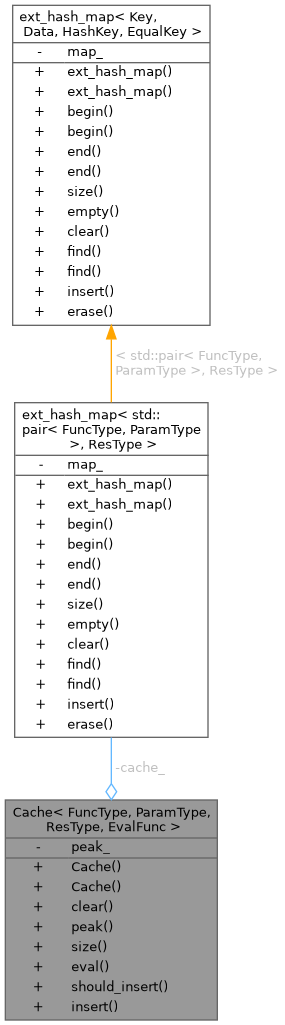 ext_hash_map< Key,
Data, HashKey, EqualKey >
- map_
+ ext_hash_map()
+ ext_hash_map()
+ begin()
+ begin()
+ end()
+ end()
+ size()
+ empty()
+ clear()
+ find()
+ find()
+ insert()
+ erase()
< std::pair< FuncType,
ParamType >, ResType >
ext_hash_map< std::
pair< FuncType, ParamType
>, ResType >
- map_
+ ext_hash_map()
+ ext_hash_map()
+ begin()
+ begin()
+ end()
+ end()
+ size()
+ empty()
+ clear()
+ find()
+ find()
+ insert()
+ erase()
-cache_
Cache< FuncType, ParamType,
ResType, EvalFunc >
- peak_
+ Cache()
+ Cache()
+ clear()
+ peak()
+ size()
+ eval()
+ should_insert()
+ insert()